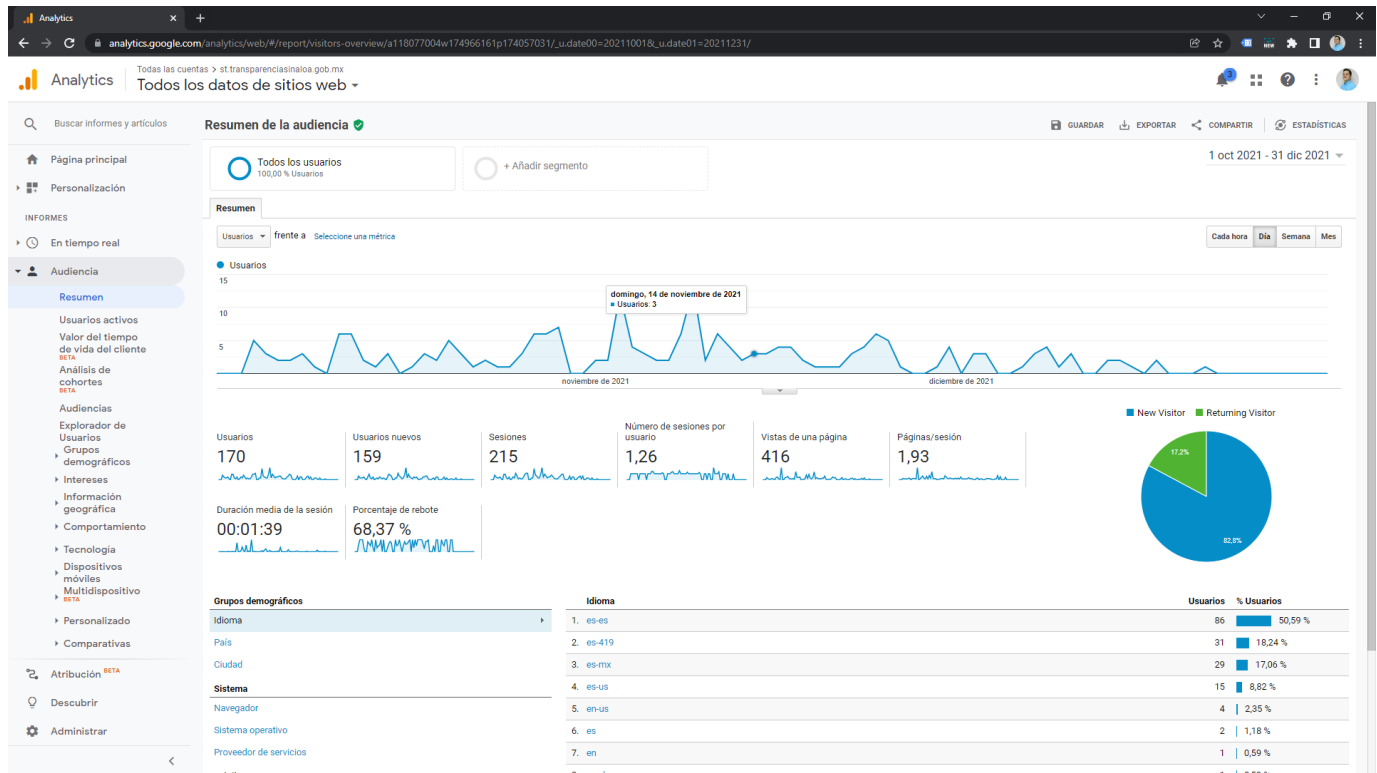 Analytics
analytics.google.com/analytics/web/#/report/visitors-overview/a118077004w174966161p174057031/_u.date00=20211001&_u.date01=20211231/
NEW
Analytics
Todas las cuentas > st.transparenciasinaloa.gob.mx
Todos los datos de sitios web
3
Buscar informes y artículos
Página principal
Personalización
INFORMES
En tiempo real
Audiencia
Resumen
Usuarios activos
Valor del tiempo
de vida del cliente
BETA
Análisis de
cohortes
BETA
Audiencias
Explorador de
Usuarios
Grupos
demográficos
Intereses
Información
geográfica
Comportamiento
Tecnología
Dispositivos
móviles
Multidispositivo
BETA
Personalizado
Comparativas
Atribución BETA
Descubrir
Administrar
Resumen de la audiencia
GUARDAR
EXPORTAR
COMPARTIR
ESTADÍSTICAS
Todos los usuarios
100,00 % Usuarios
+ Añadir segmento
1 oct 2021 - 31 dic 2021
Resumen
Usuarios frente a Seleccione una métrica
Cada hora Día Semana Mes
Usuarios
15
10
5
domingo, 14 de noviembre de 2021
Usuarios: 3
noviembre de 2021
diciembre de 2021
New Visitor Returning Visitor
17,2%
82,8%
Usuarios
170
Usuarios nuevos
159
Sesiones
215
Número de sesiones por
usuario
1,26
Vistas de una página
416
Páginas/sesión
1,93
Duración media de la sesión
00:01:39
Porcentaje de rebote
68,37 %
Grupos demográficos
Idioma
País
Ciudad
Sistema
Navegador
Sistema operativo
Proveedor de servicios
Idioma Usuarios % Usuarios
1. es-es 86 50,59 %
2. es-419 31 18,24 %
3. es-mx 29 17,06 %
4. es-us 15 8,82 %
5. en-us 4 2,35 %
6. es 2 1,18 %
7. en 1 0,59 %